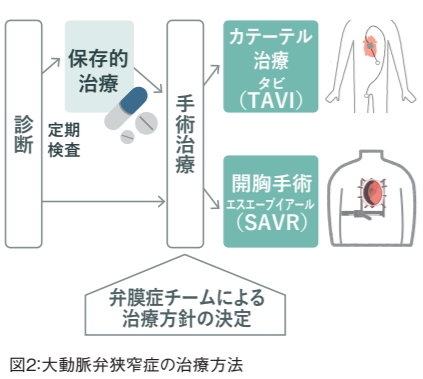 診断
保存的
治療
定期
検査
手術治療
カテーテル
治療
タビ
（TAVI）
開胸手術
エスエーブイアール
（SAVR）
弁膜症チームによる
治療方針の決定
図2:大動脈弁狭窄症の治療方法